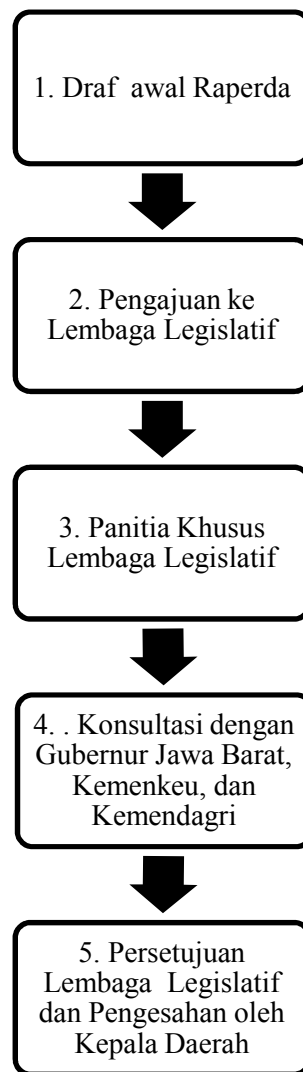 1. Draf awal Raperda
2. Pengajuan ke
Lembaga Legislatif
3. Panitia Khusus
Lembaga Legislatif
4. . Konsultasi dengan
Gubernur Jawa Barat,
Kemenkeu, dan
Kemendagri
5. Persetujuan
Lembaga Legislatif
dan Pengesahan oleh
Kepala Daerah